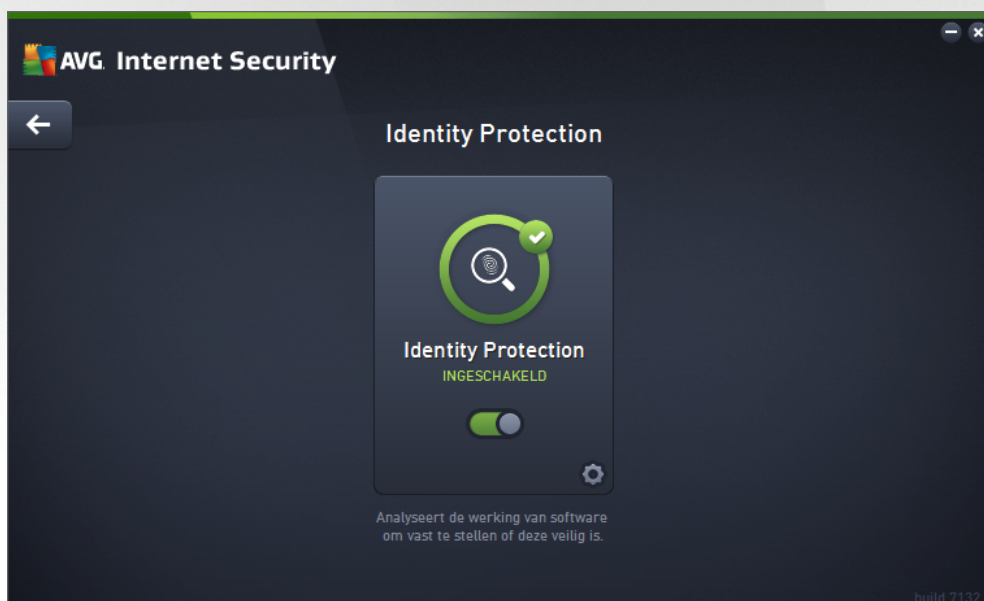 AVG. Internet Security
Identity Protection
Identity Protection
INGESCHAKELD
Analyseert de werking van software
om vast te stellen of deze veilig is.
build 7132